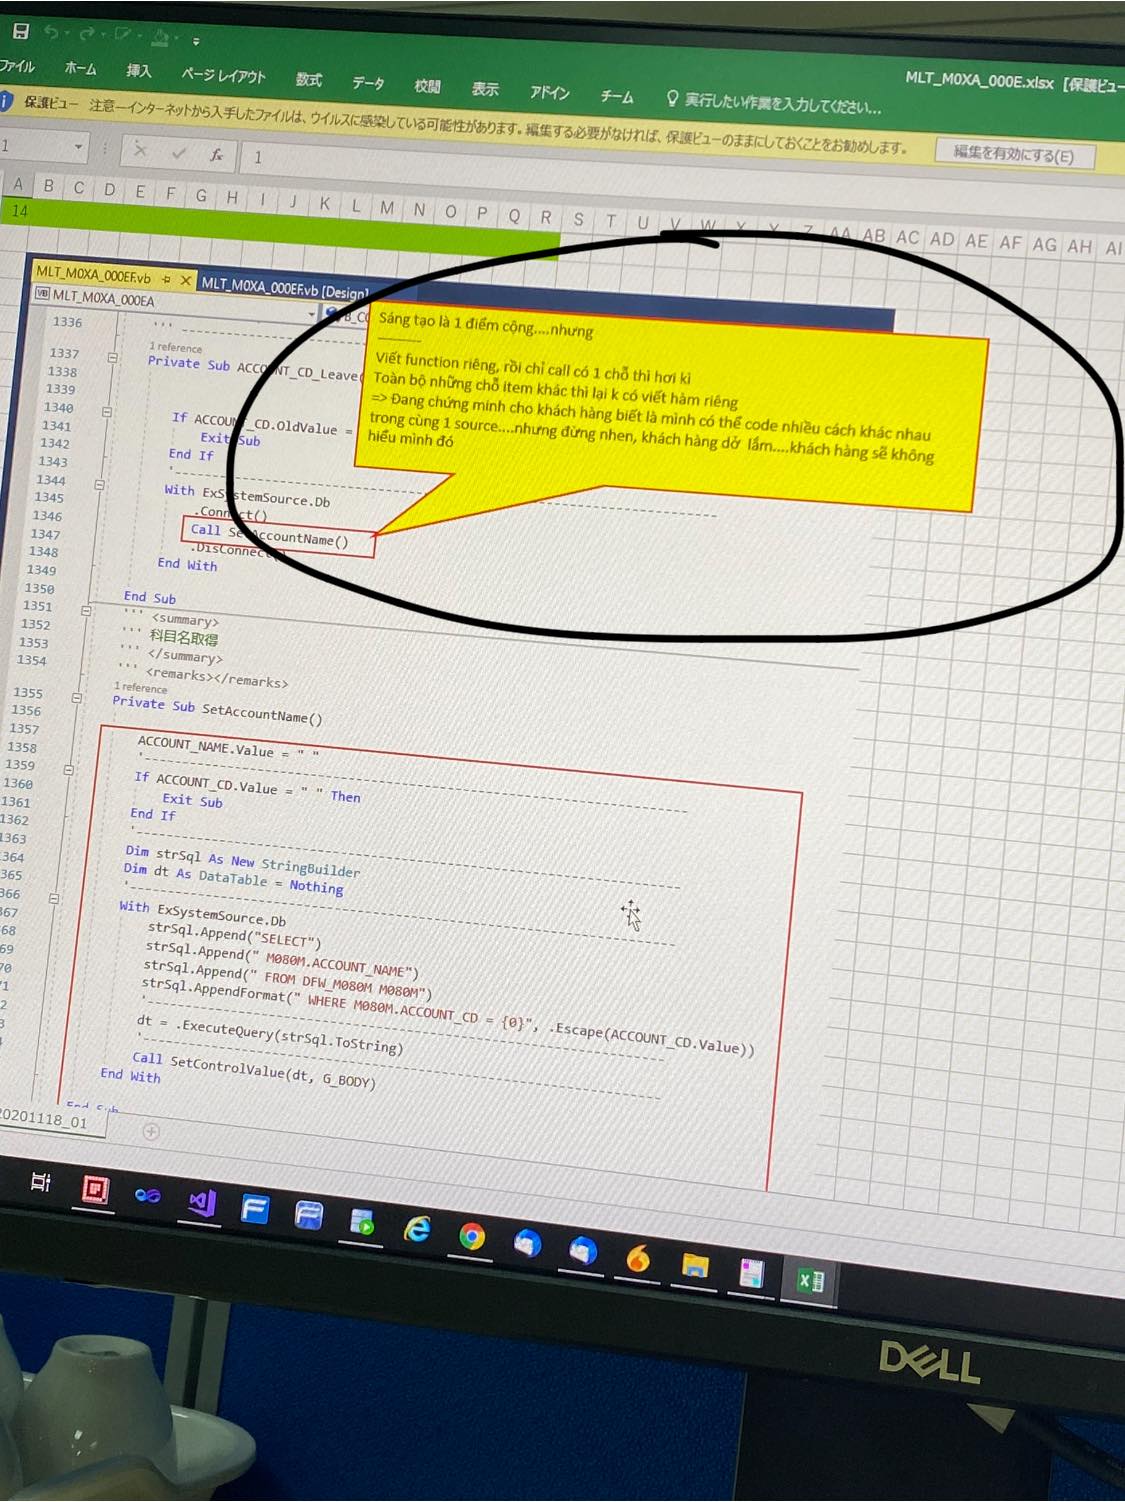 MLT_M0XA_000E.xlsx [保護ビュー
ファイル ホーム 挿入 ページ レイアウト 数式 データ 校閲 表示 アドイン チーム 実行したい作業を入力してください...
保護ビュー 注意—インターネットから入手したファイルは、ウイルスに感染している可能性があります。編集する必要がなければ、保護ビューのままにしておくことをお勧めします。 編集を有効にする(E)
1 fx 1
A B C D E F G H I J K L M N O P Q R S T U V W X Y Z AA AB AC AD AE AF AG AH AI
14
MLT_M0XA_000EF.vb MLT_M0XA_000EF.vb [Design]
MLT_M0XA_000EA
Sáng tạo là 1 điểm cộng....nhưng
Viết function riêng, rồi chỉ call có 1 chỗ thì hơi kì
Toàn bộ những chỗ item khác thì lại k có viết hàm riêng
=> Đang chứng minh cho khách hàng biết là mình có thể code nhiều cách khác nhau
trong cùng 1 source....nhưng đừng nhen, khách hàng dở lắm....khách hàng sẽ không
hiểu mình đó
1336 '''
1 reference
1337 Private Sub ACCOUNT_CD_Leave(
1338
1339
1340 If ACCOUNT_CD.OldValue =
1341 Exit Sub
1342 End If
1343 '
1344 With ExSystemSource.Db
1345 .Connect()
1346 Call SetAccountName()
1347 .DisConnect()
1348 End With
1349
1350 End Sub
1351 ''' <summary>
1352 ''' 科目名取得
1353 ''' </summary>
1354 ''' <remarks></remarks>
1 reference
1355 Private Sub SetAccountName()
1356
1357 ACCOUNT_NAME.Value = " "
1358 '
1359 If ACCOUNT_CD.Value = " " Then
1360 Exit Sub
1361 End If
1362 '
1363 Dim strSql As New StringBuilder
364 Dim dt As DataTable = Nothing
365 '
366 With ExSystemSource.Db
367 strSql.Append("SELECT")
68 strSql.Append(" M080M.ACCOUNT_NAME")
69 strSql.Append(" FROM DFW_M080M M080M")
70 strSql.AppendFormat(" WHERE M080M.ACCOUNT_CD = {0}", .Escape(ACCOUNT_CD.Value))
71 '
2 dt = .ExecuteQuery(strSql.ToString)
3 '
4 Call SetControlValue(dt, G_BODY)
End With
End Sub
20201118_01
DELL